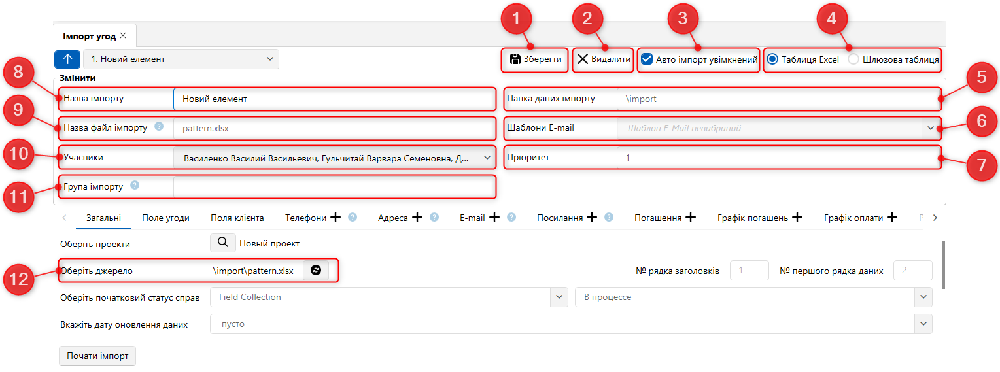 1 2 3 4
Імпорт угод
1. Новий елемент Зберегти Видалити Авто імпорт увімкнений Таблиця Excel Шлюзова таблиця
Змінити
8 Назва імпорту Новий елемент Папка даних імпорту \import 5
9 Назва файл імпорту ? pattern.xlsx Шаблони E-mail Шаблон E-Mail невибраний 6
10 Учасники Василенко Василий Васильевич, Гульчитай Варвара Семеновна, Д... Пріоритет 1 7
11 Група імпорту ?
Загальні Поле угоди Поля клієнта Телефони + ? Адреса + ? E-mail + ? Посилання + ? Погашення + Графік погашень + Графік оплати + Р
Оберіть проекти Новый проект
12 Оберіть джерело \import\pattern.xlsx № рядка заголовків 1 № першого рядка даних 2
Оберіть початковий статус справ Field Collection В процессе
Вкажіть дату оновлення даних пусто
Почати імпорт